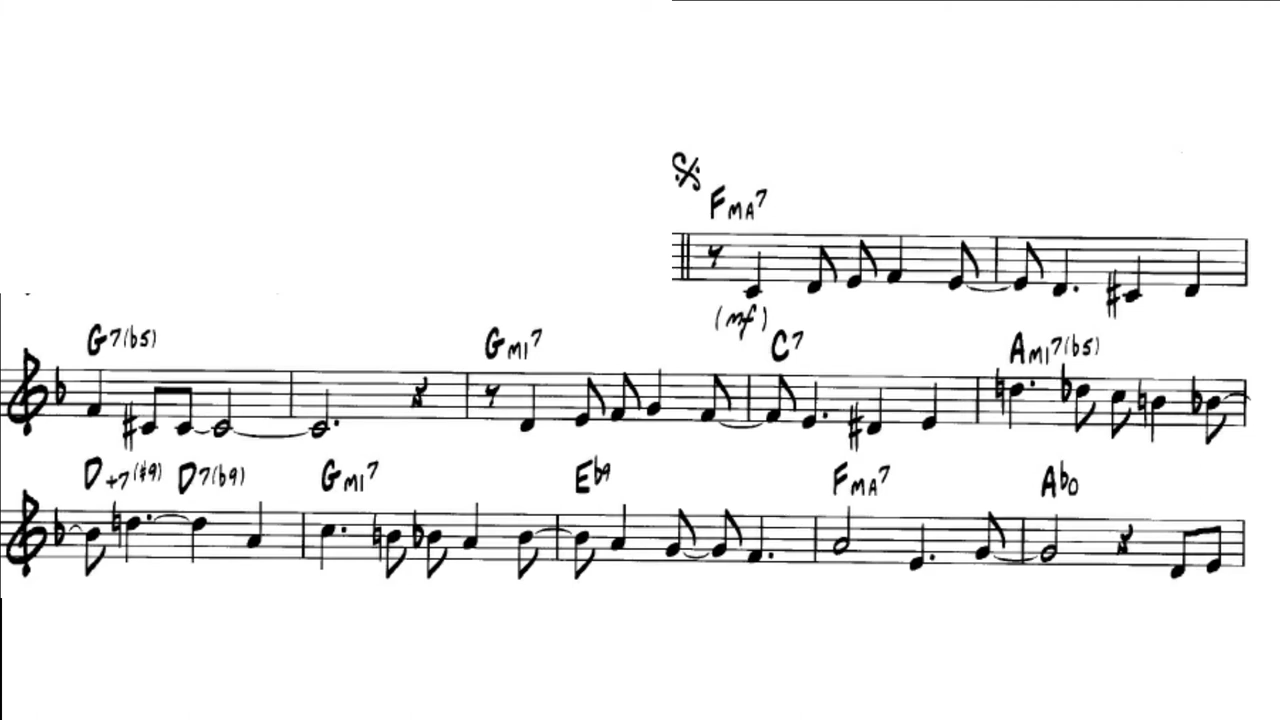 FMA7
(mf)
G7(b5) GMI7 C7 AMI7(b5)
D+7(#9) D7(b9) GMI7 Eb9 FMA7 Abo